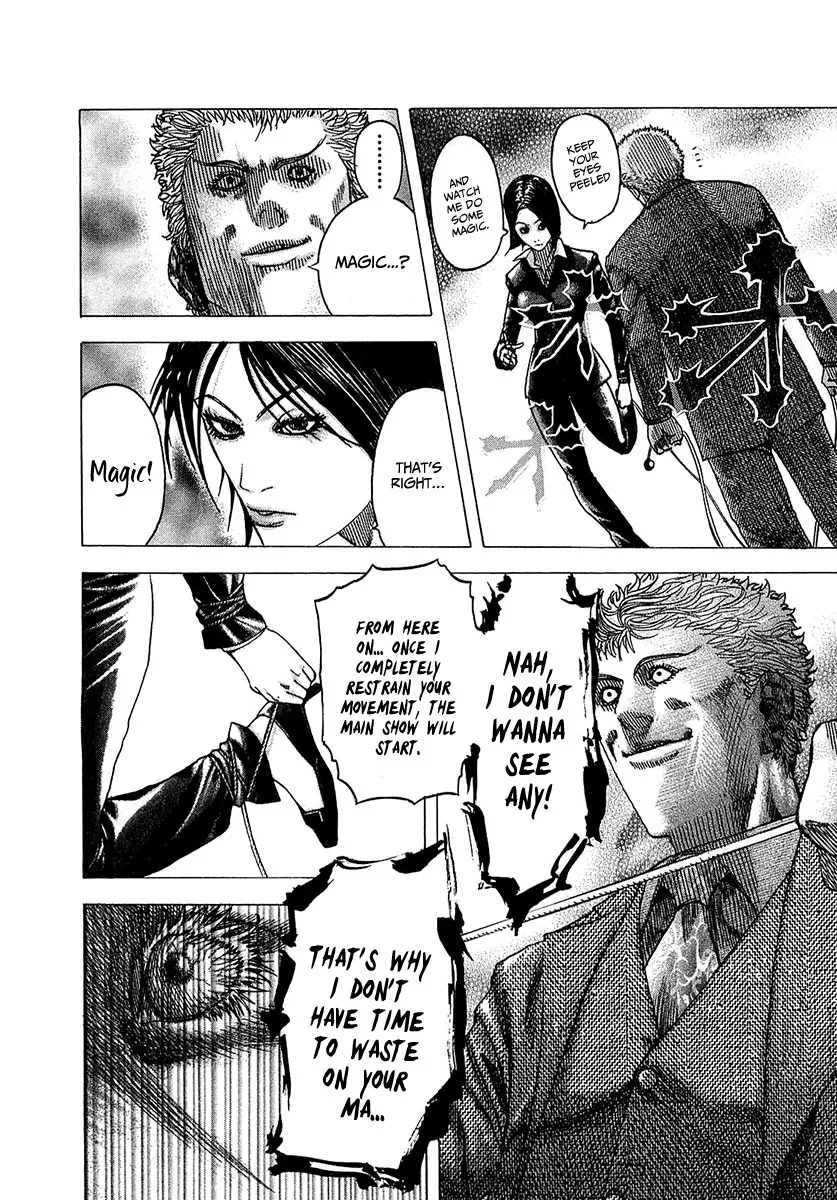 KEEP
YOUR
EYES
PEELED
AND
WATCH
ME DO
SOME
MAGIC.
........
MAGIC...?
THAT'S
RIGHT...
Magic!
NAH,
I DON'T
WANNA
SEE
ANY!
FROM HERE
ON... ONCE I
COMPLETELY
RESTRAIN YOUR
MOVEMENT, THE
MAIN SHOW WILL
START.
THAT'S WHY
I DON'T
HAVE TIME
TO WASTE
ON YOUR
MA...